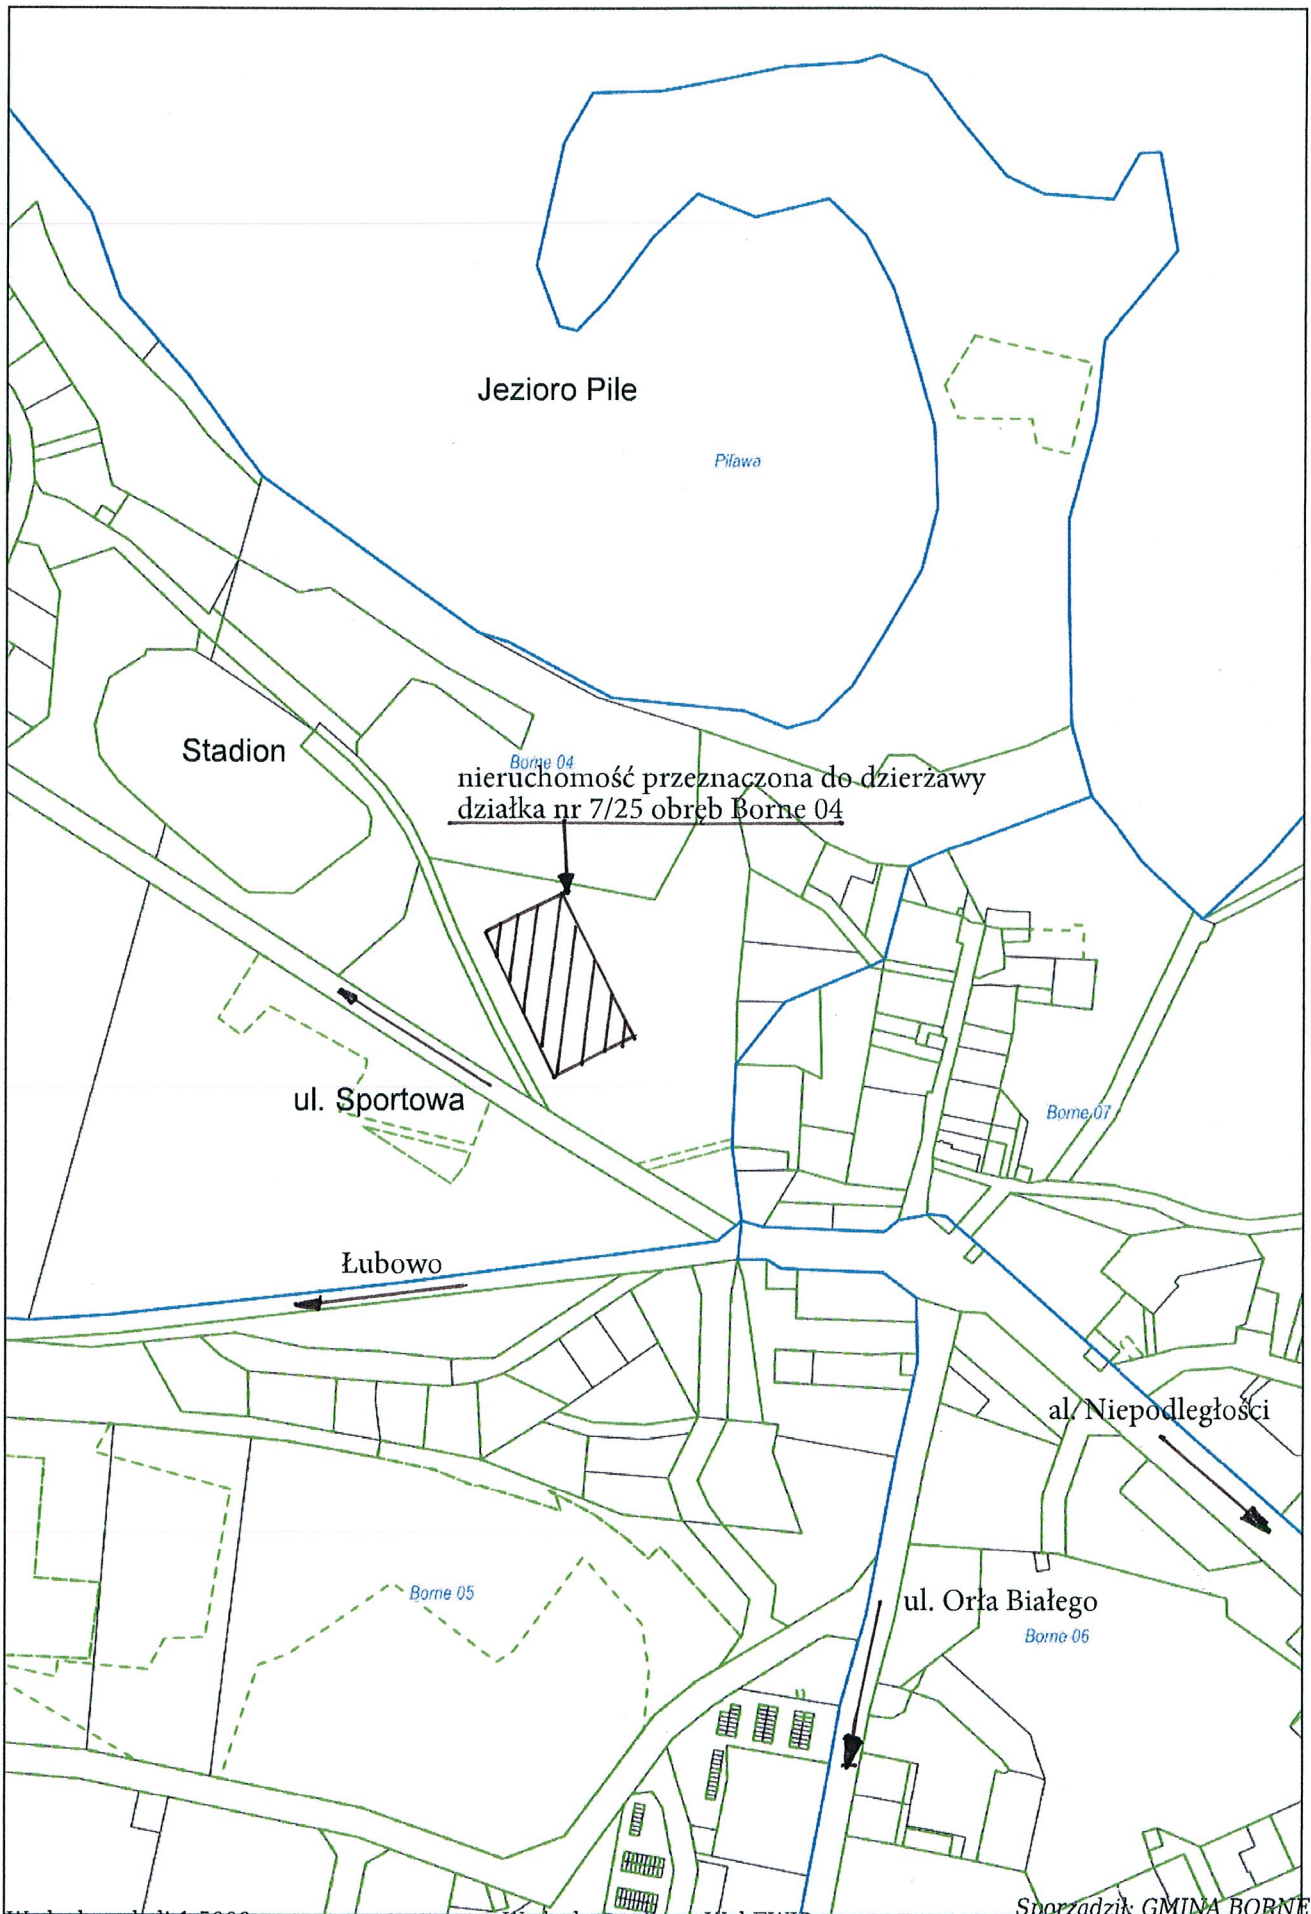 Jezioro Pile
Piława
Stadion
Borne 04
nieruchomość przeznaczona do dzierżawy
działka nr 7/25 obręb Borne 04
ul. Sportowa
Borne 07
Łubowo
al. Niepodległości
Borne 05
ul. Orła Białego
Borne 06
Sporządził: GMINA BORNE